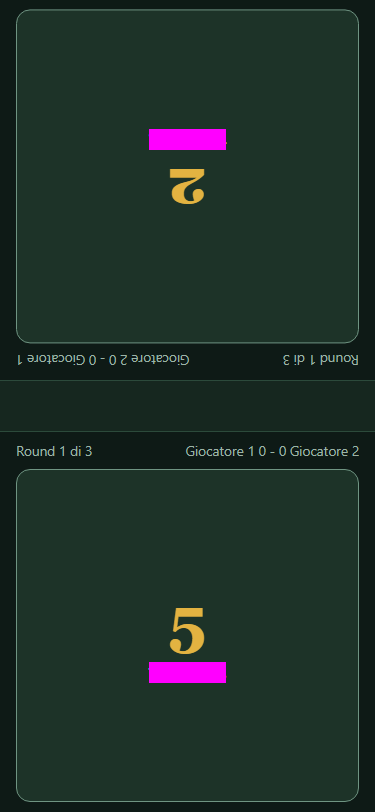 2
Round 1 di 3
Giocatore 2 0 - 0 Giocatore 1
Round 1 di 3
Giocatore 1 0 - 0 Giocatore 2
5